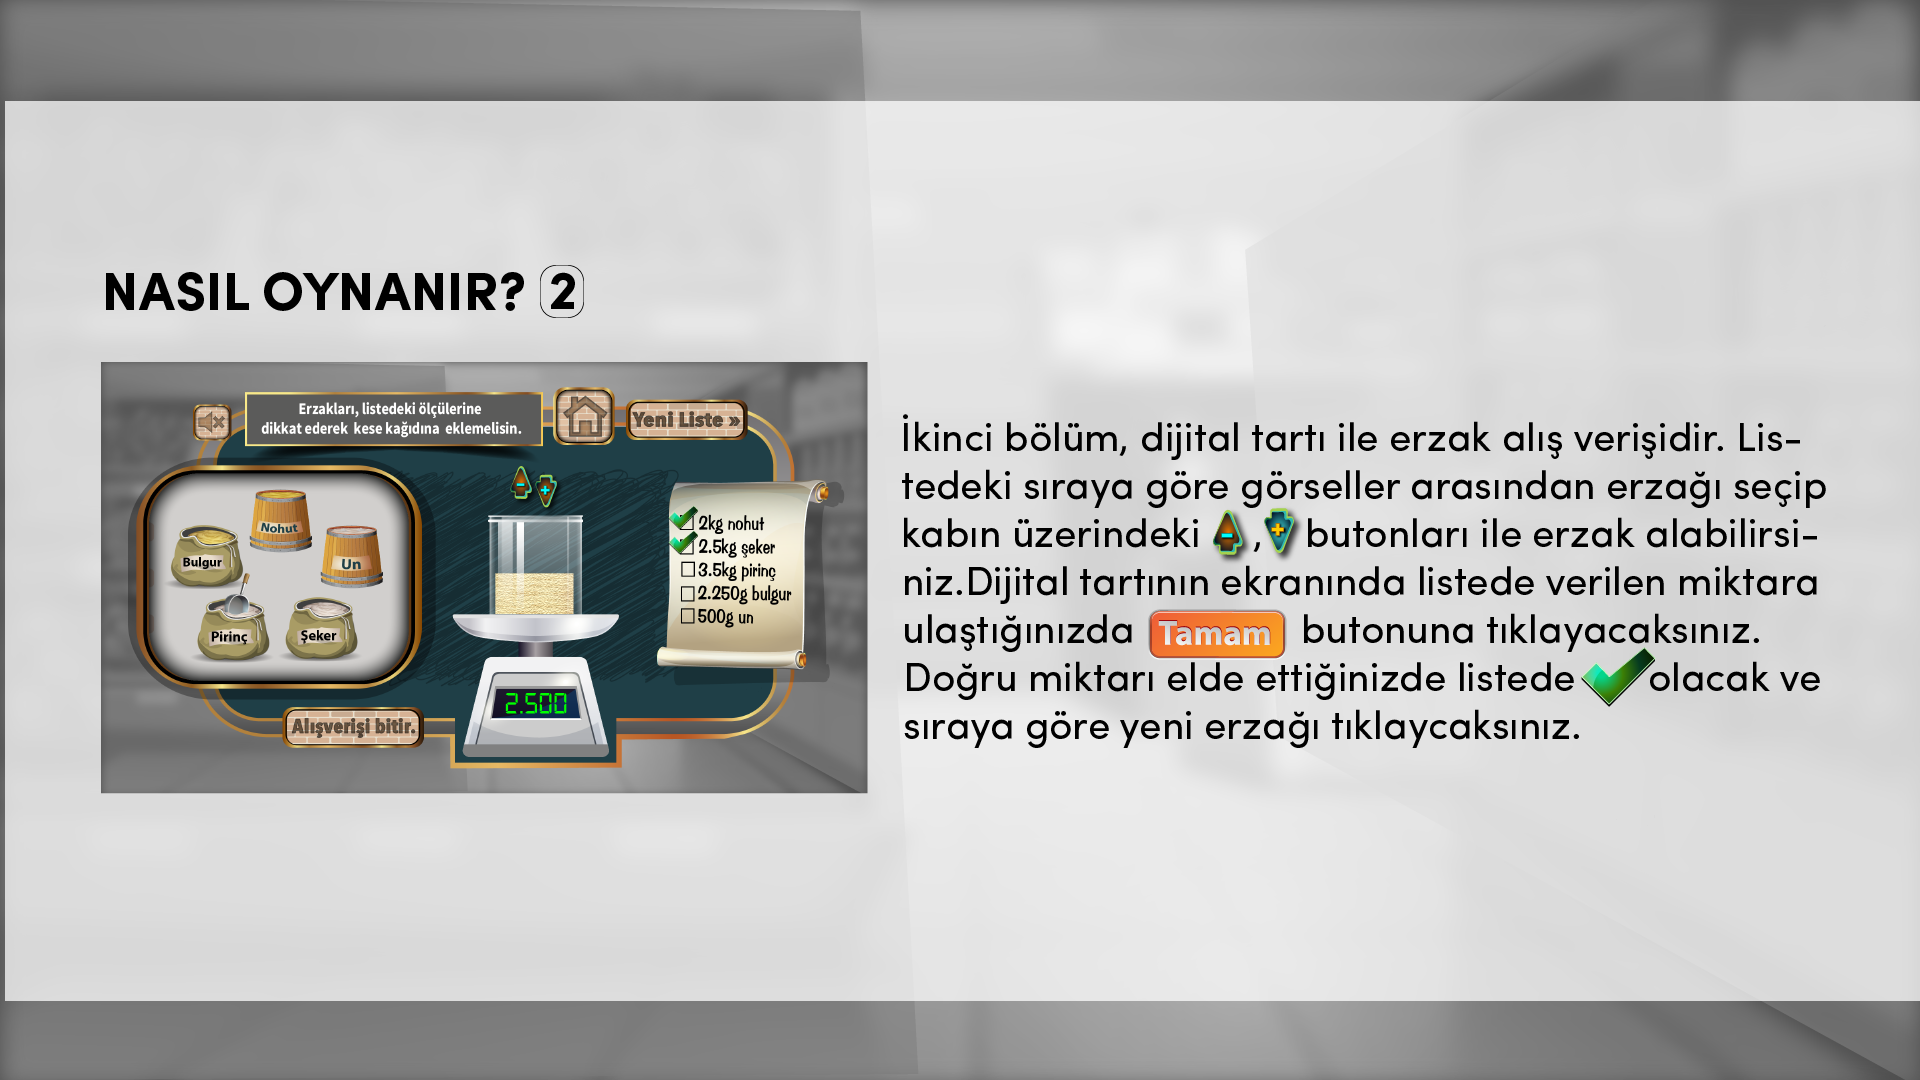 NASIL OYNANIR? 2
Erzakları, listedeki ölçülerine
dikkat ederek kese kağıdına eklemelisin.
Yeni Liste »
Nohut
Bulgur
Un
Pirinç
Şeker
2kg nohut
2.5kg şeker
3.5kg pirinç
2.250g bulgur
500g un
2.500
Alışverişi bitir.
İkinci bölüm, dijital tartı ile erzak alış verişidir. Lis-
tedeki sıraya göre görseller arasından erzağı seçip
kabın üzerindeki - , + butonları ile erzak alabilirsi-
niz.Dijital tartının ekranında listede verilen miktara
ulaştığınızda Tamam butonuna tıklayacaksınız.
Doğru miktarı elde ettiğinizde listede ✓ olacak ve
sıraya göre yeni erzağı tıklaycaksınız.